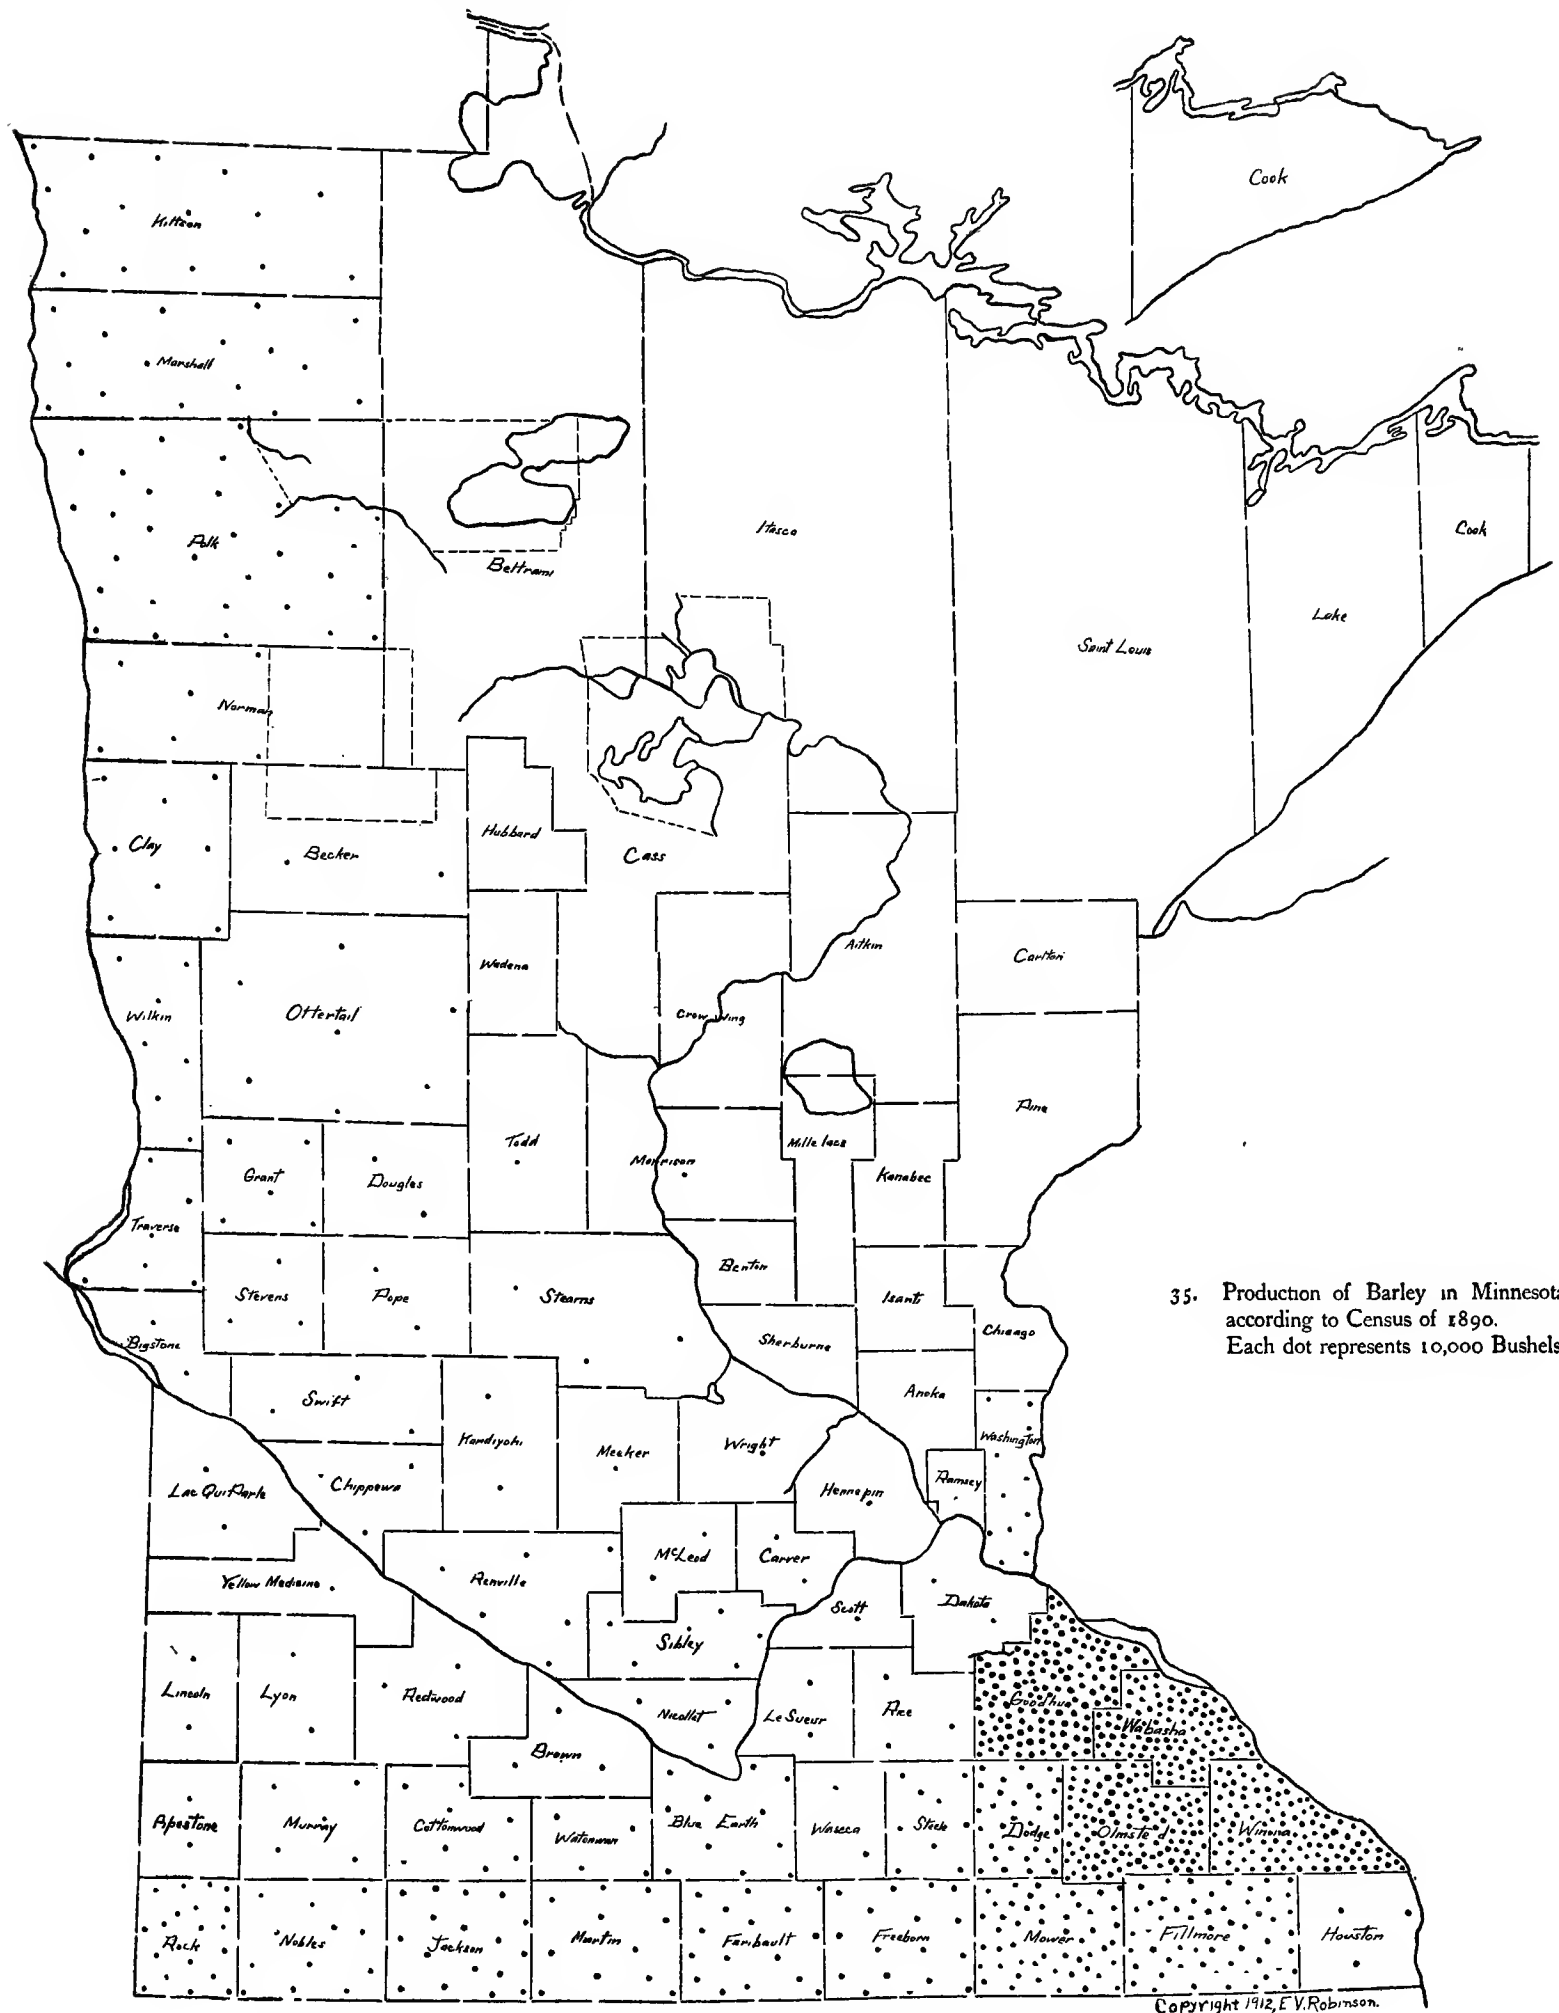 Cook
Kittson
Marshall
Polk
Itasca
Cook
Beltrami
Lake
Saint Louis
Norman
Clay
Becker
Hubbard
Cass
Wadena
Aitkin
Carlton
Wilkin
Ottertail
Crow Wing
Pine
Todd
Mille lacs
Morrison
Grant
Douglas
Kanabec
Traverse
Benton
Stevens
Pope
Stearns
Isanti
35. Production of Barley in Minnesota
according to Census of 1890.
Each dot represents 10,000 Bushels
Bigstone
Sherburne
Chisago
Swift
Anoka
Kandiyohi
Meeker
Wright
Washington
Lac Qui Parle
Chippewa
Hennepin
Ramsey
Yellow Medicine
Renville
McLeod
Carver
Scott
Dakota
Sibley
Lincoln
Lyon
Redwood
Nicollet
Le Sueur
Rice
Goodhue
Wabasha
Brown
Pipestone
Murray
Cottonwood
Watonwan
Blue Earth
Waseca
Steele
Dodge
Olmsted
Winona
Rock
Nobles
Jackson
Martin
Faribault
Freeborn
Mower
Fillmore
Houston
Copyright 1912, E V. Robinson.